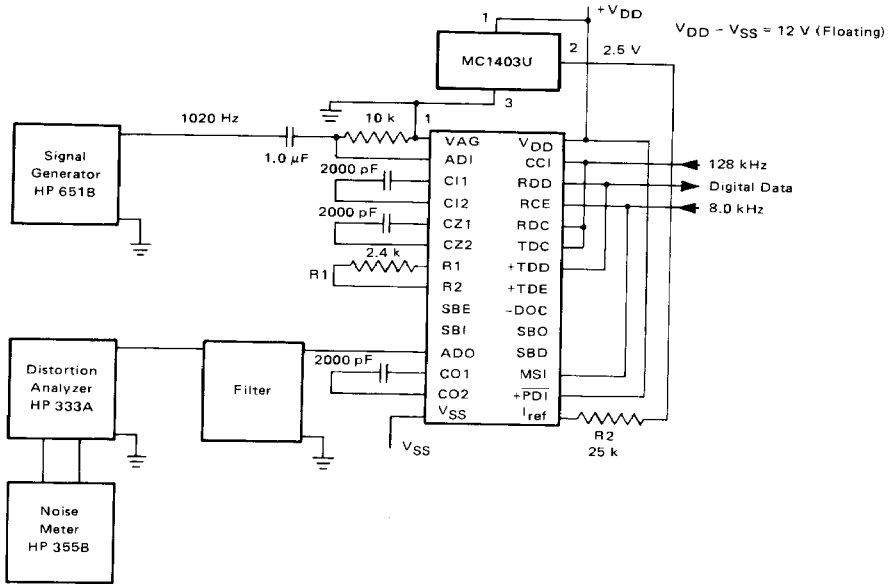 +VDD
VDD – VSS = 12 V (Floating)
1
MC1403U
2
2.5 V
3
1020 Hz
10 k
1
1.0 µF
Signal
Generator
HP 651B
2000 pF
2000 pF
2.4 k
R1
VAG
ADI
CI1
CI2
CZ1
CZ2
R1
R2
SBE
SBI
ADO
CO1
CO2
VSS
VDD
CCI
RDD
RCE
RDC
TDC
+TDD
+TDE
-DOC
SBO
SBD
MSI
+PDI
Iref
128 kHz
Digital Data
8.0 kHz
Distortion
Analyzer
HP 333A
Filter
2000 pF
VSS
R2
25 k
Noise
Meter
HP 355B